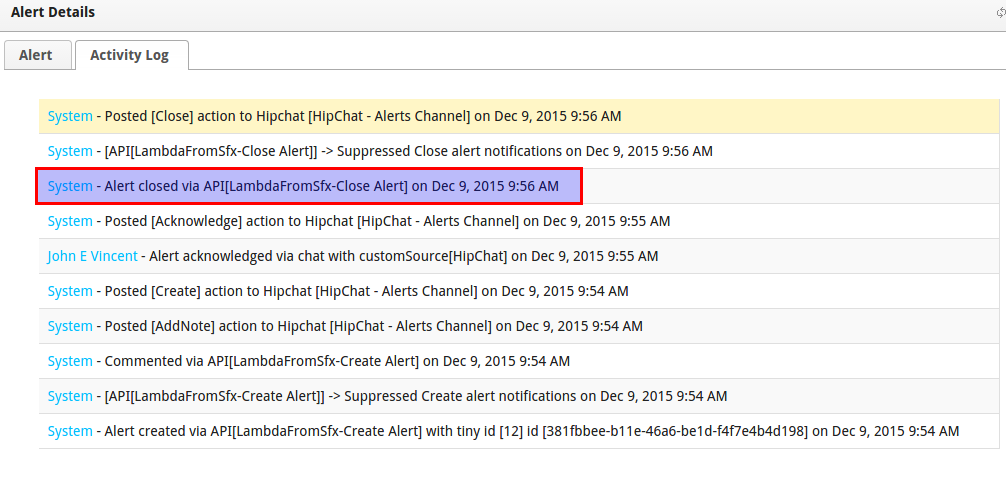 Alert Details
Alert
Activity Log
System - Posted [Close] action to Hipchat [HipChat - Alerts Channel] on Dec 9, 2015 9:56 AM
System - [API[LambdaFromSfx-Close Alert]] -> Suppressed Close alert notifications on Dec 9, 2015 9:56 AM
System - Alert closed via API[LambdaFromSfx-Close Alert] on Dec 9, 2015 9:56 AM
System - Posted [Acknowledge] action to Hipchat [HipChat - Alerts Channel] on Dec 9, 2015 9:55 AM
John E Vincent - Alert acknowledged via chat with customSource[HipChat] on Dec 9, 2015 9:55 AM
System - Posted [Create] action to Hipchat [HipChat - Alerts Channel] on Dec 9, 2015 9:54 AM
System - Posted [AddNote] action to Hipchat [HipChat - Alerts Channel] on Dec 9, 2015 9:54 AM
System - Commented via API[LambdaFromSfx-Create Alert] on Dec 9, 2015 9:54 AM
System - [API[LambdaFromSfx-Create Alert]] -> Suppressed Create alert notifications on Dec 9, 2015 9:54 AM
System - Alert created via API[LambdaFromSfx-Create Alert] with tiny id [12] id [381fbbee-b11e-46a6-be1d-f4f7e4b4d198] on Dec 9, 2015 9:54 AM